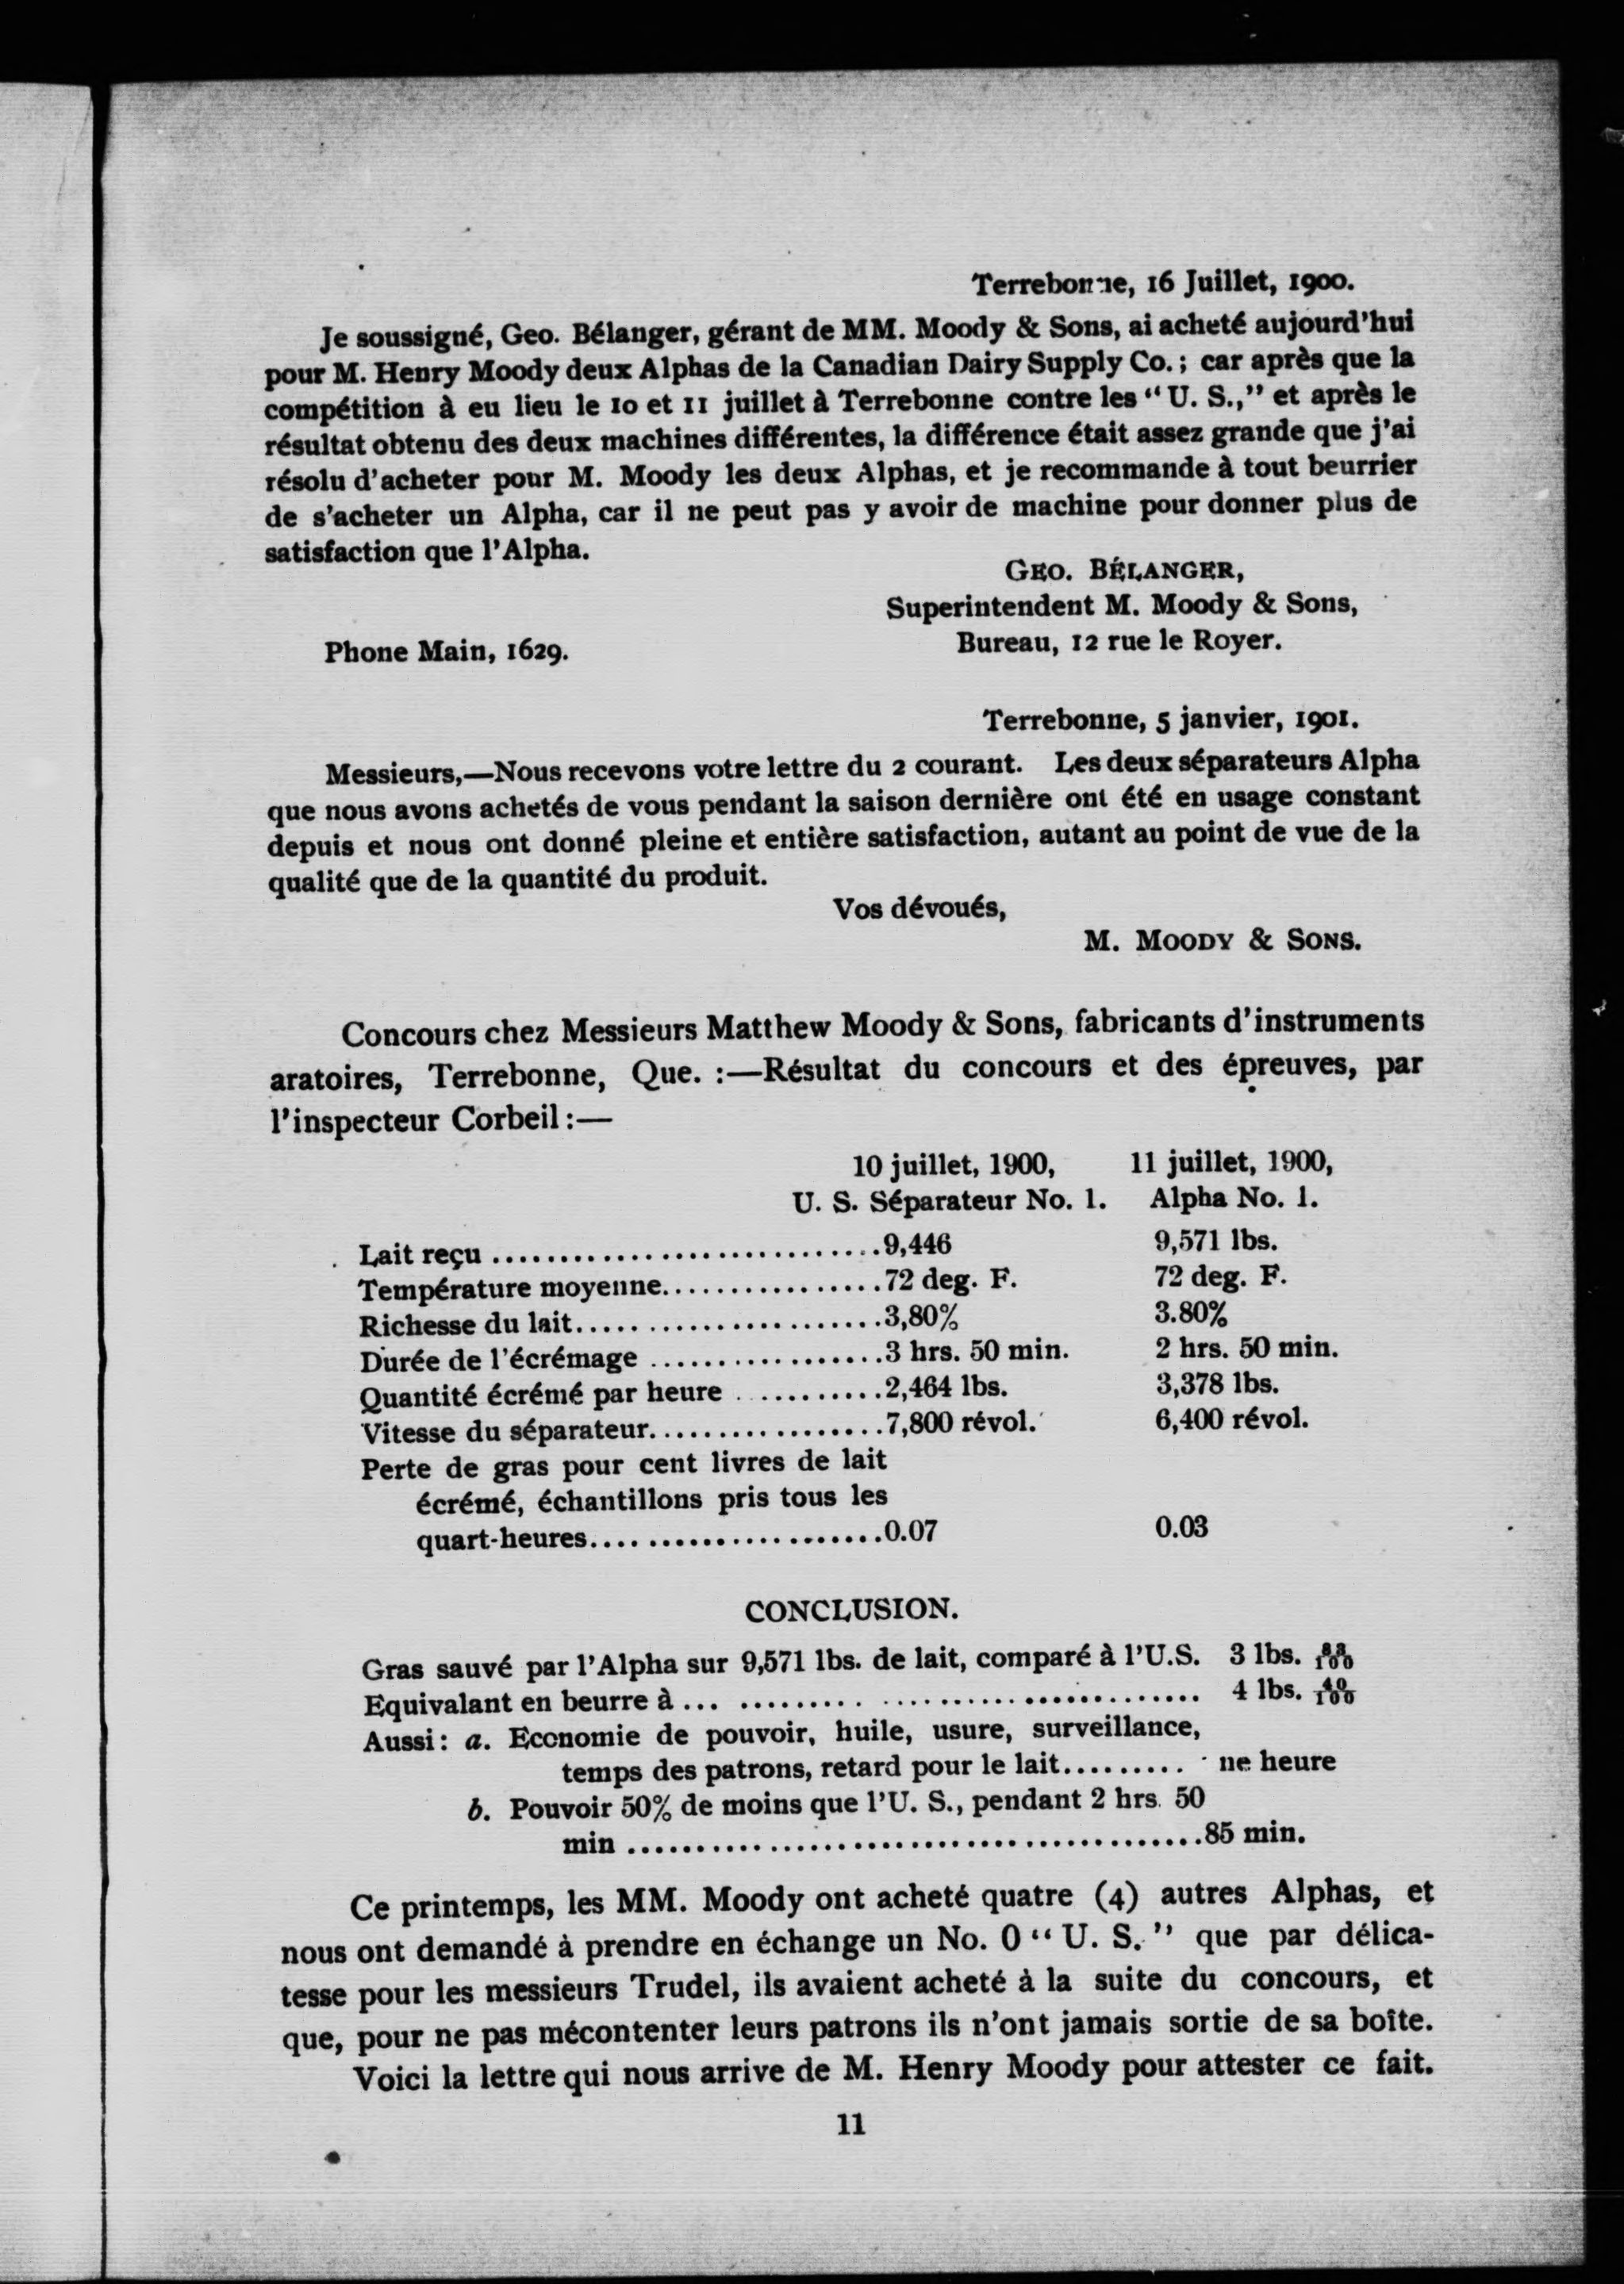 Terrebonne, 16 Juillet, 1900.
Je soussigné, Geo. Bélanger, gérant de MM. Moody & Sons, ai acheté aujourd'hui
pour M. Henry Moody deux Alphas de la Canadian Dairy Supply Co.; car après que la
compétition à eu lieu le 10 et 11 juillet à Terrebonne contre les "U. S.," et après le
résultat obtenu des deux machines différentes, la différence était assez grande que j'ai
résolu d'acheter pour M. Moody les deux Alphas, et je recommande à tout beurrier
de s'acheter un Alpha, car il ne peut pas y avoir de machine pour donner plus de
satisfaction que l'Alpha.
GEO. BÉLANGER,
Superintendent M. Moody & Sons,
Phone Main, 1629. Bureau, 12 rue le Royer.
Terrebonne, 5 janvier, 1901.
Messieurs,—Nous recevons votre lettre du 2 courant. Les deux séparateurs Alpha
que nous avons achetés de vous pendant la saison dernière ont été en usage constant
depuis et nous ont donné pleine et entière satisfaction, autant au point de vue de la
qualité que de la quantité du produit.
Vos dévoués,
M. MOODY & SONS.
Concours chez Messieurs Matthew Moody & Sons, fabricants d'instruments
aratoires, Terrebonne, Que. :—Résultat du concours et des épreuves, par
l'inspecteur Corbeil :—
10 juillet, 1900, 11 juillet, 1900,
U. S. Séparateur No. 1. Alpha No. 1.
Lait reçu ..............................9,446 9,571 lbs.
Température moyenne.................72 deg. F. 72 deg. F.
Richesse du lait........................3,80% 3.80%
Durée de l'écrémage ..................3 hrs. 50 min. 2 hrs. 50 min.
Quantité écrémé par heure ...........2,464 lbs. 3,378 lbs.
Vitesse du séparateur..................7,800 révol. 6,400 révol.
Perte de gras pour cent livres de lait
écrémé, échantillons pris tous les
quart-heures.......................0.07 0.03
CONCLUSION.
Gras sauvé par l'Alpha sur 9,571 lbs. de lait, comparé à l'U.S. 3 lbs. 83/100
Equivalant en beurre à ... ................................... 4 lbs. 40/100
Aussi: a. Economie de pouvoir, huile, usure, surveillance,
temps des patrons, retard pour le lait......... ne heure
b. Pouvoir 50% de moins que l'U. S., pendant 2 hrs. 50
min ...........................................85 min.
Ce printemps, les MM. Moody ont acheté quatre (4) autres Alphas, et
nous ont demandé à prendre en échange un No. 0 "U. S." que par délica-
tesse pour les messieurs Trudel, ils avaient acheté à la suite du concours, et
que, pour ne pas mécontenter leurs patrons ils n'ont jamais sortie de sa boîte.
Voici la lettre qui nous arrive de M. Henry Moody pour attester ce fait.
11